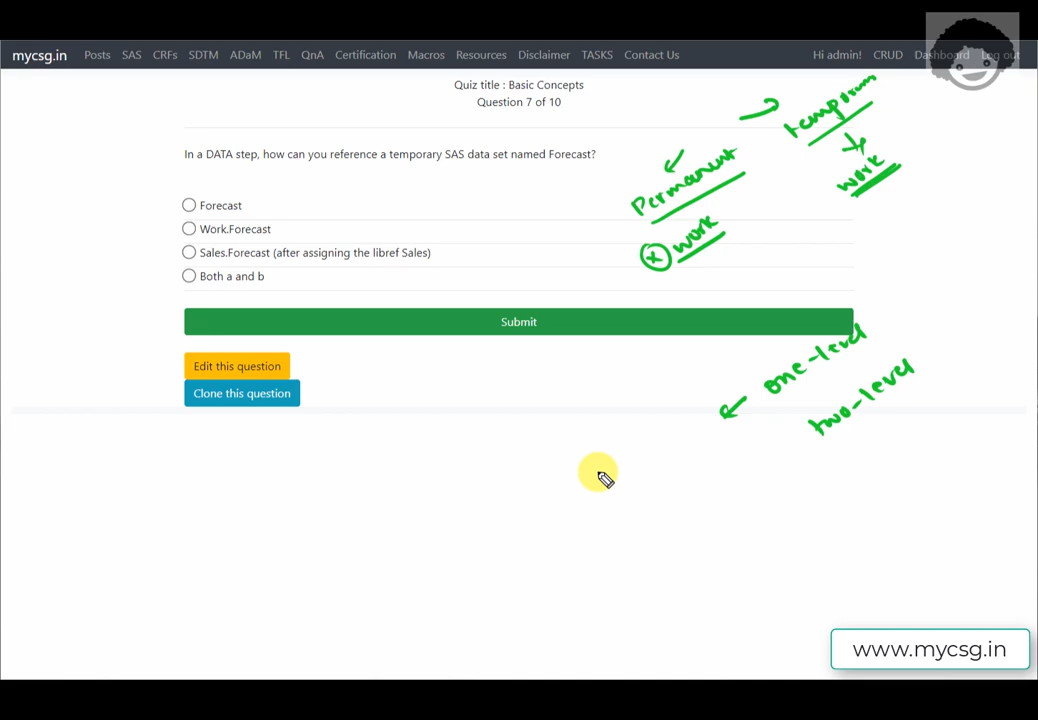 mycsg.in Posts SAS CRFs SDTM ADaM TFL QnA Certification Macros Resources Disclaimer TASKS Contact Us Hi admin! CRUD Dashboard Log out
Quiz title : Basic Concepts
Question 7 of 10
temporary
In a DATA step, how can you reference a temporary SAS data set named Forecast?
Permanent
work
Forecast
Work.Forecast
x work
Sales.Forecast (after assigning the libref Sales)
Both a and b
Submit
one-level
Edit this question
Clone this question
two-level
www.mycsg.in